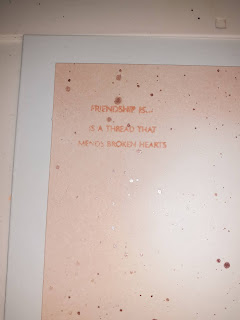 FRIENDSHIP IS...
IS A THREAD THAT
MENDS BROKEN HEARTS